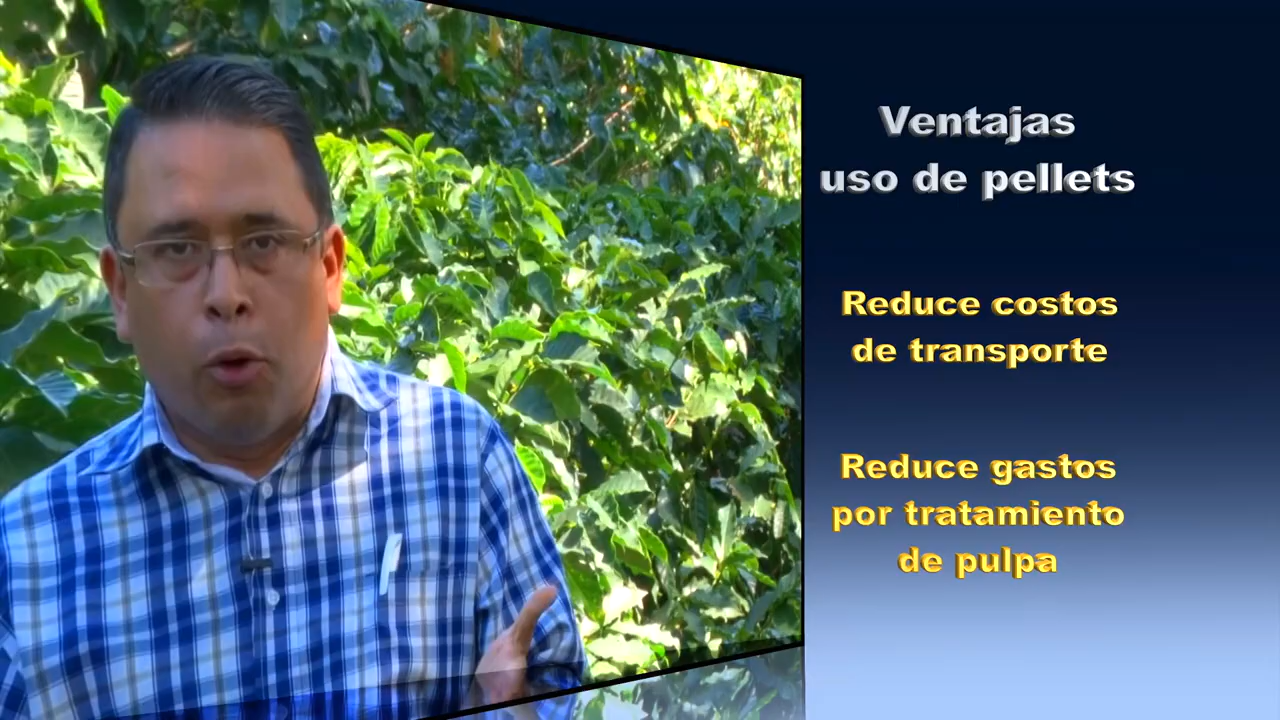 Ventajas
uso de pellets
Reduce costos
de transporte
Reduce gastos
por tratamiento
de pulpa